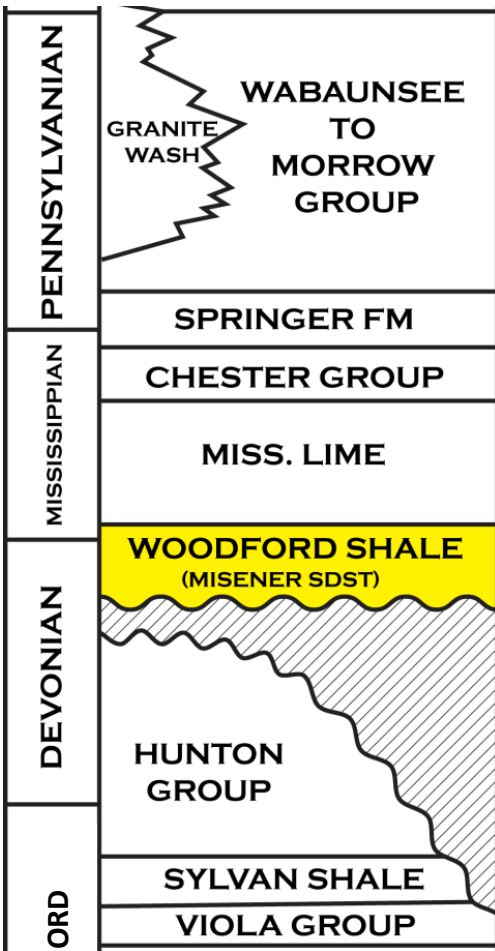 PENNSYLVANIAN
GRANITE
WASH
WABAUNSEE
TO
MORROW
GROUP
SPRINGER FM
MISSISSIPPIAN
CHESTER GROUP
MISS. LIME
WOODFORD SHALE
(MISENER SDST)
DEVONIAN
HUNTON
GROUP
ORD
SYLVAN SHALE
VIOLA GROUP